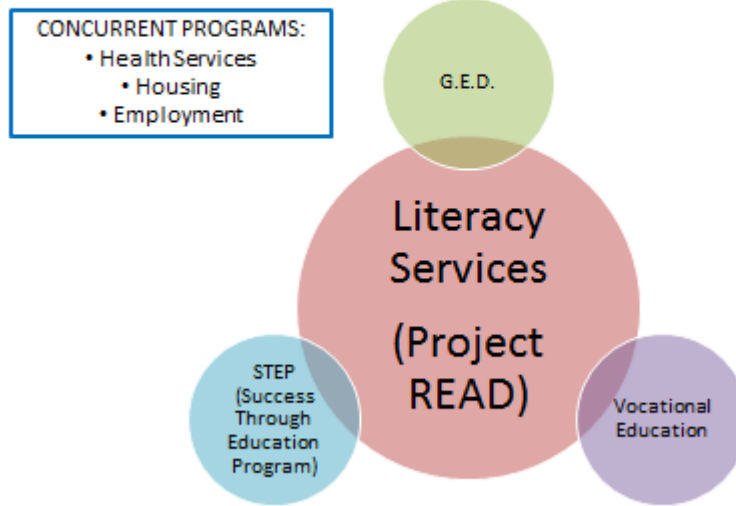 CONCURRENT PROGRAMS:
• Health Services
• Housing
• Employment
G.E.D.
Literacy
Services
(Project
READ)
STEP
(Success
Through
Education
Program)
Vocational
Education